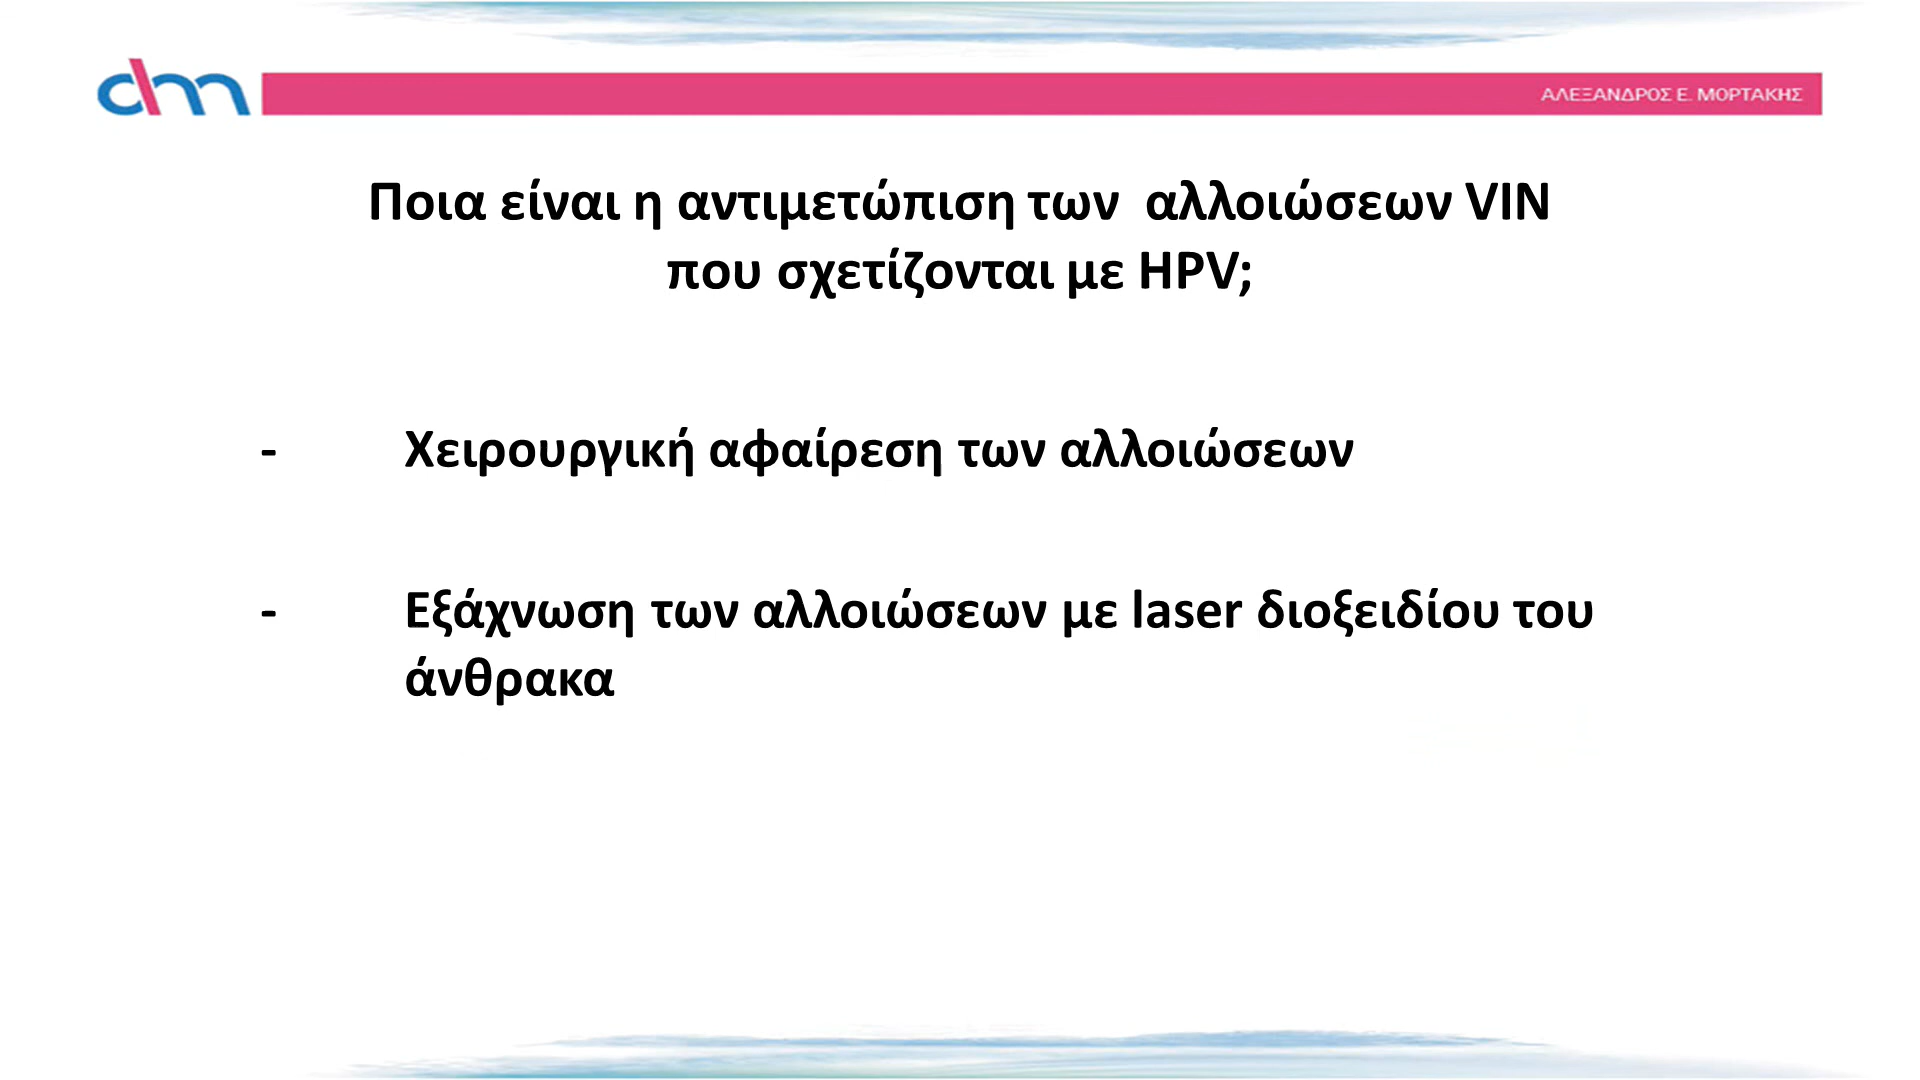 ΑΛΕΞΑΝΔΡΟΣ Ε. ΜΟΡΤΑΚΗΣ
Ποια είναι η αντιμετώπιση των αλλοιώσεων VIN
που σχετίζονται με HPV;
- Χειρουργική αφαίρεση των αλλοιώσεων
- Εξάχνωση των αλλοιώσεων με laser διοξειδίου του
άνθρακα